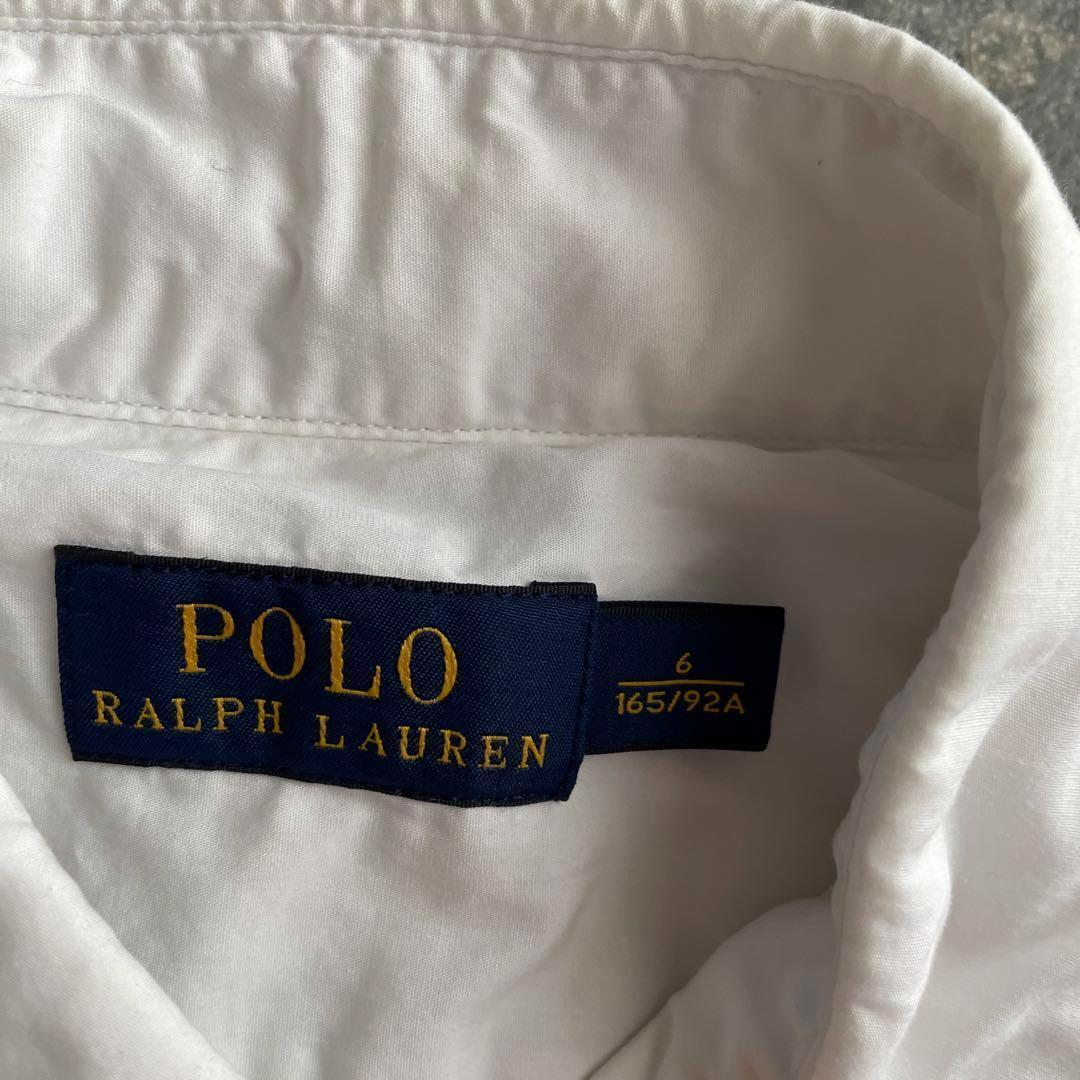 POLO
RALPH LAUREN
6
165/92A